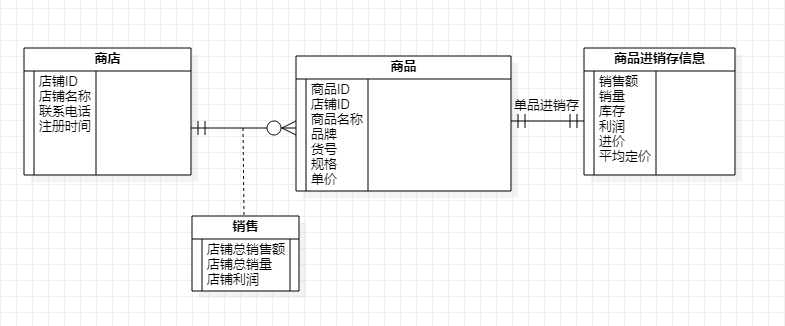 商店
店铺ID
店铺名称
联系电话
注册时间
商品
商品ID
店铺ID
商品名称
品牌
货号
规格
单价
单品进销存
商品进销存信息
销售额
销量
库存
利润
进价
平均定价
销售
店铺总销售额
店铺总销量
店铺利润